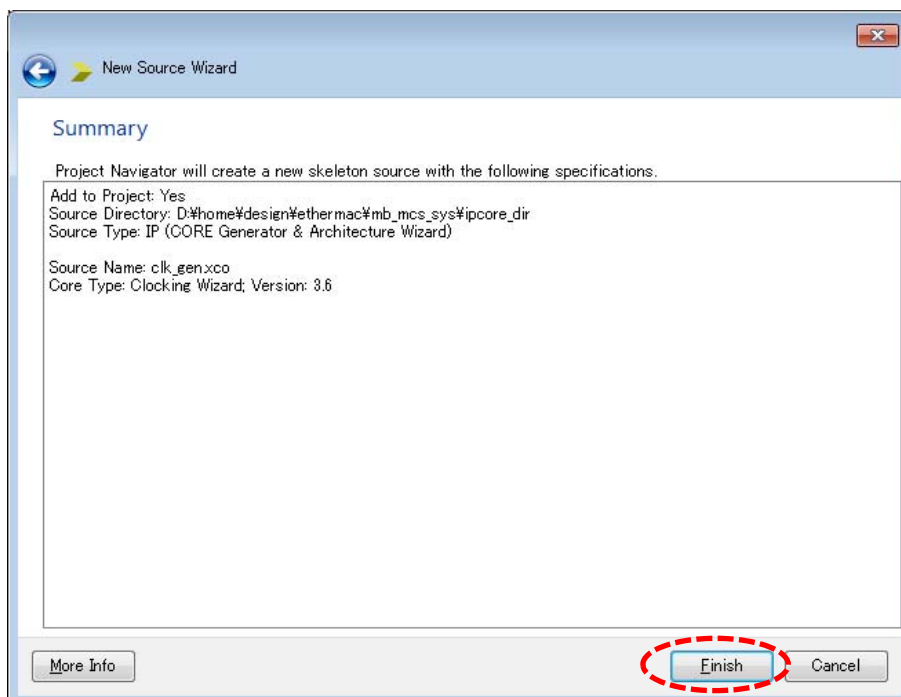 New Source Wizard
Summary
Project Navigator will create a new skeleton source with the following specifications.
Add to Project: Yes
Source Directory: D:¥home¥design¥ethermac¥mb_mcs_sys¥ipcore_dir
Source Type: IP (CORE Generator & Architecture Wizard)
Source Name: clk_gen.xco
Core Type: Clocking Wizard; Version: 3.6
More Info
Finish
Cancel